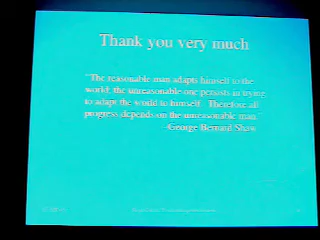 Thank you very much
"The reasonable man adapts himself to the
world; the unreasonable one persists in trying
to adapt the world to himself. Therefore all
progress depends on the unreasonable man."
-George Bernard Shaw